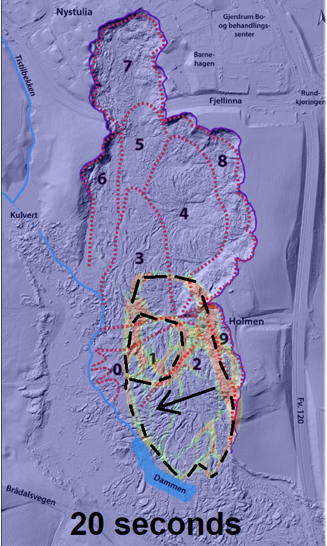 Nystulia
Gjerdrum Bo-
og behandlings-
senter
Barne-
hagen
Tistilbekken
7
Fjellinna
Rund-
kjøringen
5
8
6
4
Kulvert
3
Holmen
9
0
1
2
Fv. 120
Dammen
Brådalsvegen
20 seconds